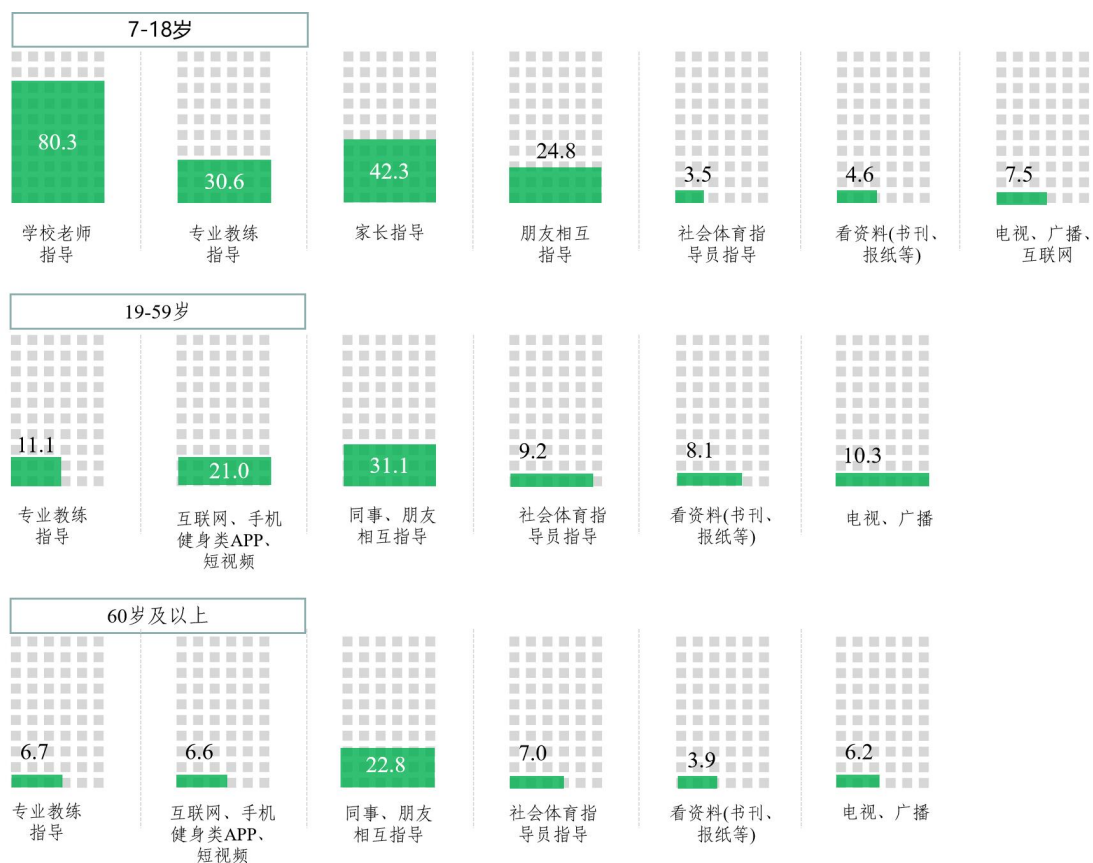 7-18岁
80.3
30.6
42.3
24.8
3.5
4.6
7.5
学校老师
指导
专业教练
指导
家长指导
朋友相互
指导
社会体育指
导员指导
看资料(书刊、
报纸等)
电视、广播、
互联网
19-59岁
11.1
21.0
31.1
9.2
8.1
10.3
专业教练
指导
互联网、手机
健身类APP、
短视频
同事、朋友
相互指导
社会体育指
导员指导
看资料(书刊、
报纸等)
电视、广播
60岁及以上
6.7
6.6
22.8
7.0
3.9
6.2
专业教练
指导
互联网、手机
健身类APP、
短视频
同事、朋友
相互指导
社会体育指
导员指导
看资料(书刊、
报纸等)
电视、广播